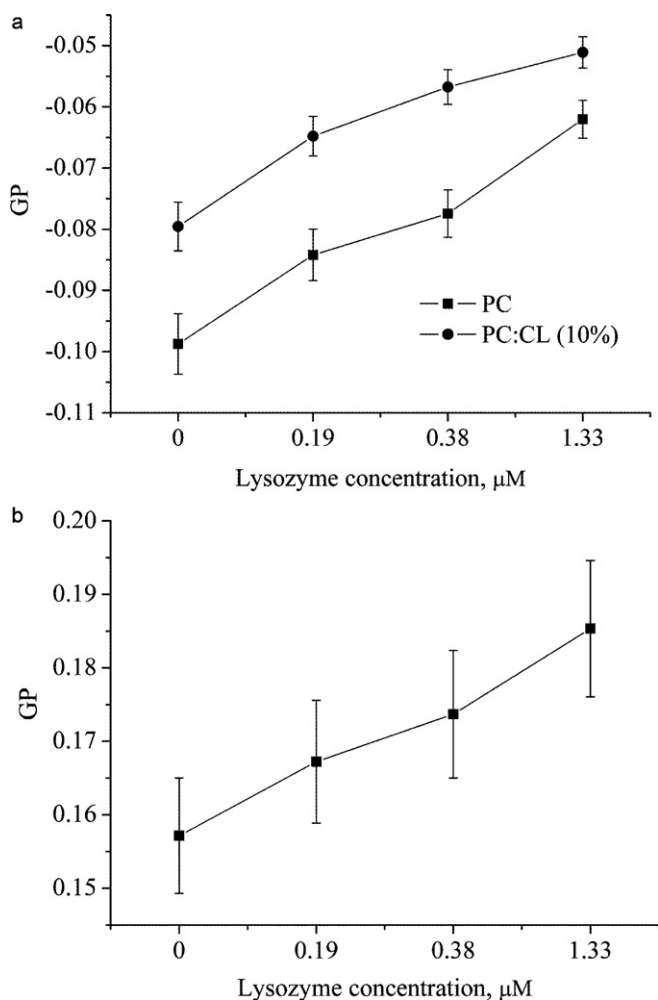 a
-0.05
-0.06
-0.07
-0.08
-0.09
-0.10
-0.11
GP
PC
PC:CL (10%)
0 0.19 0.38 1.33
Lysozyme concentration, μM
b
0.20
0.19
0.18
0.17
0.16
0.15
GP
0 0.19 0.38 1.33
Lysozyme concentration, μM